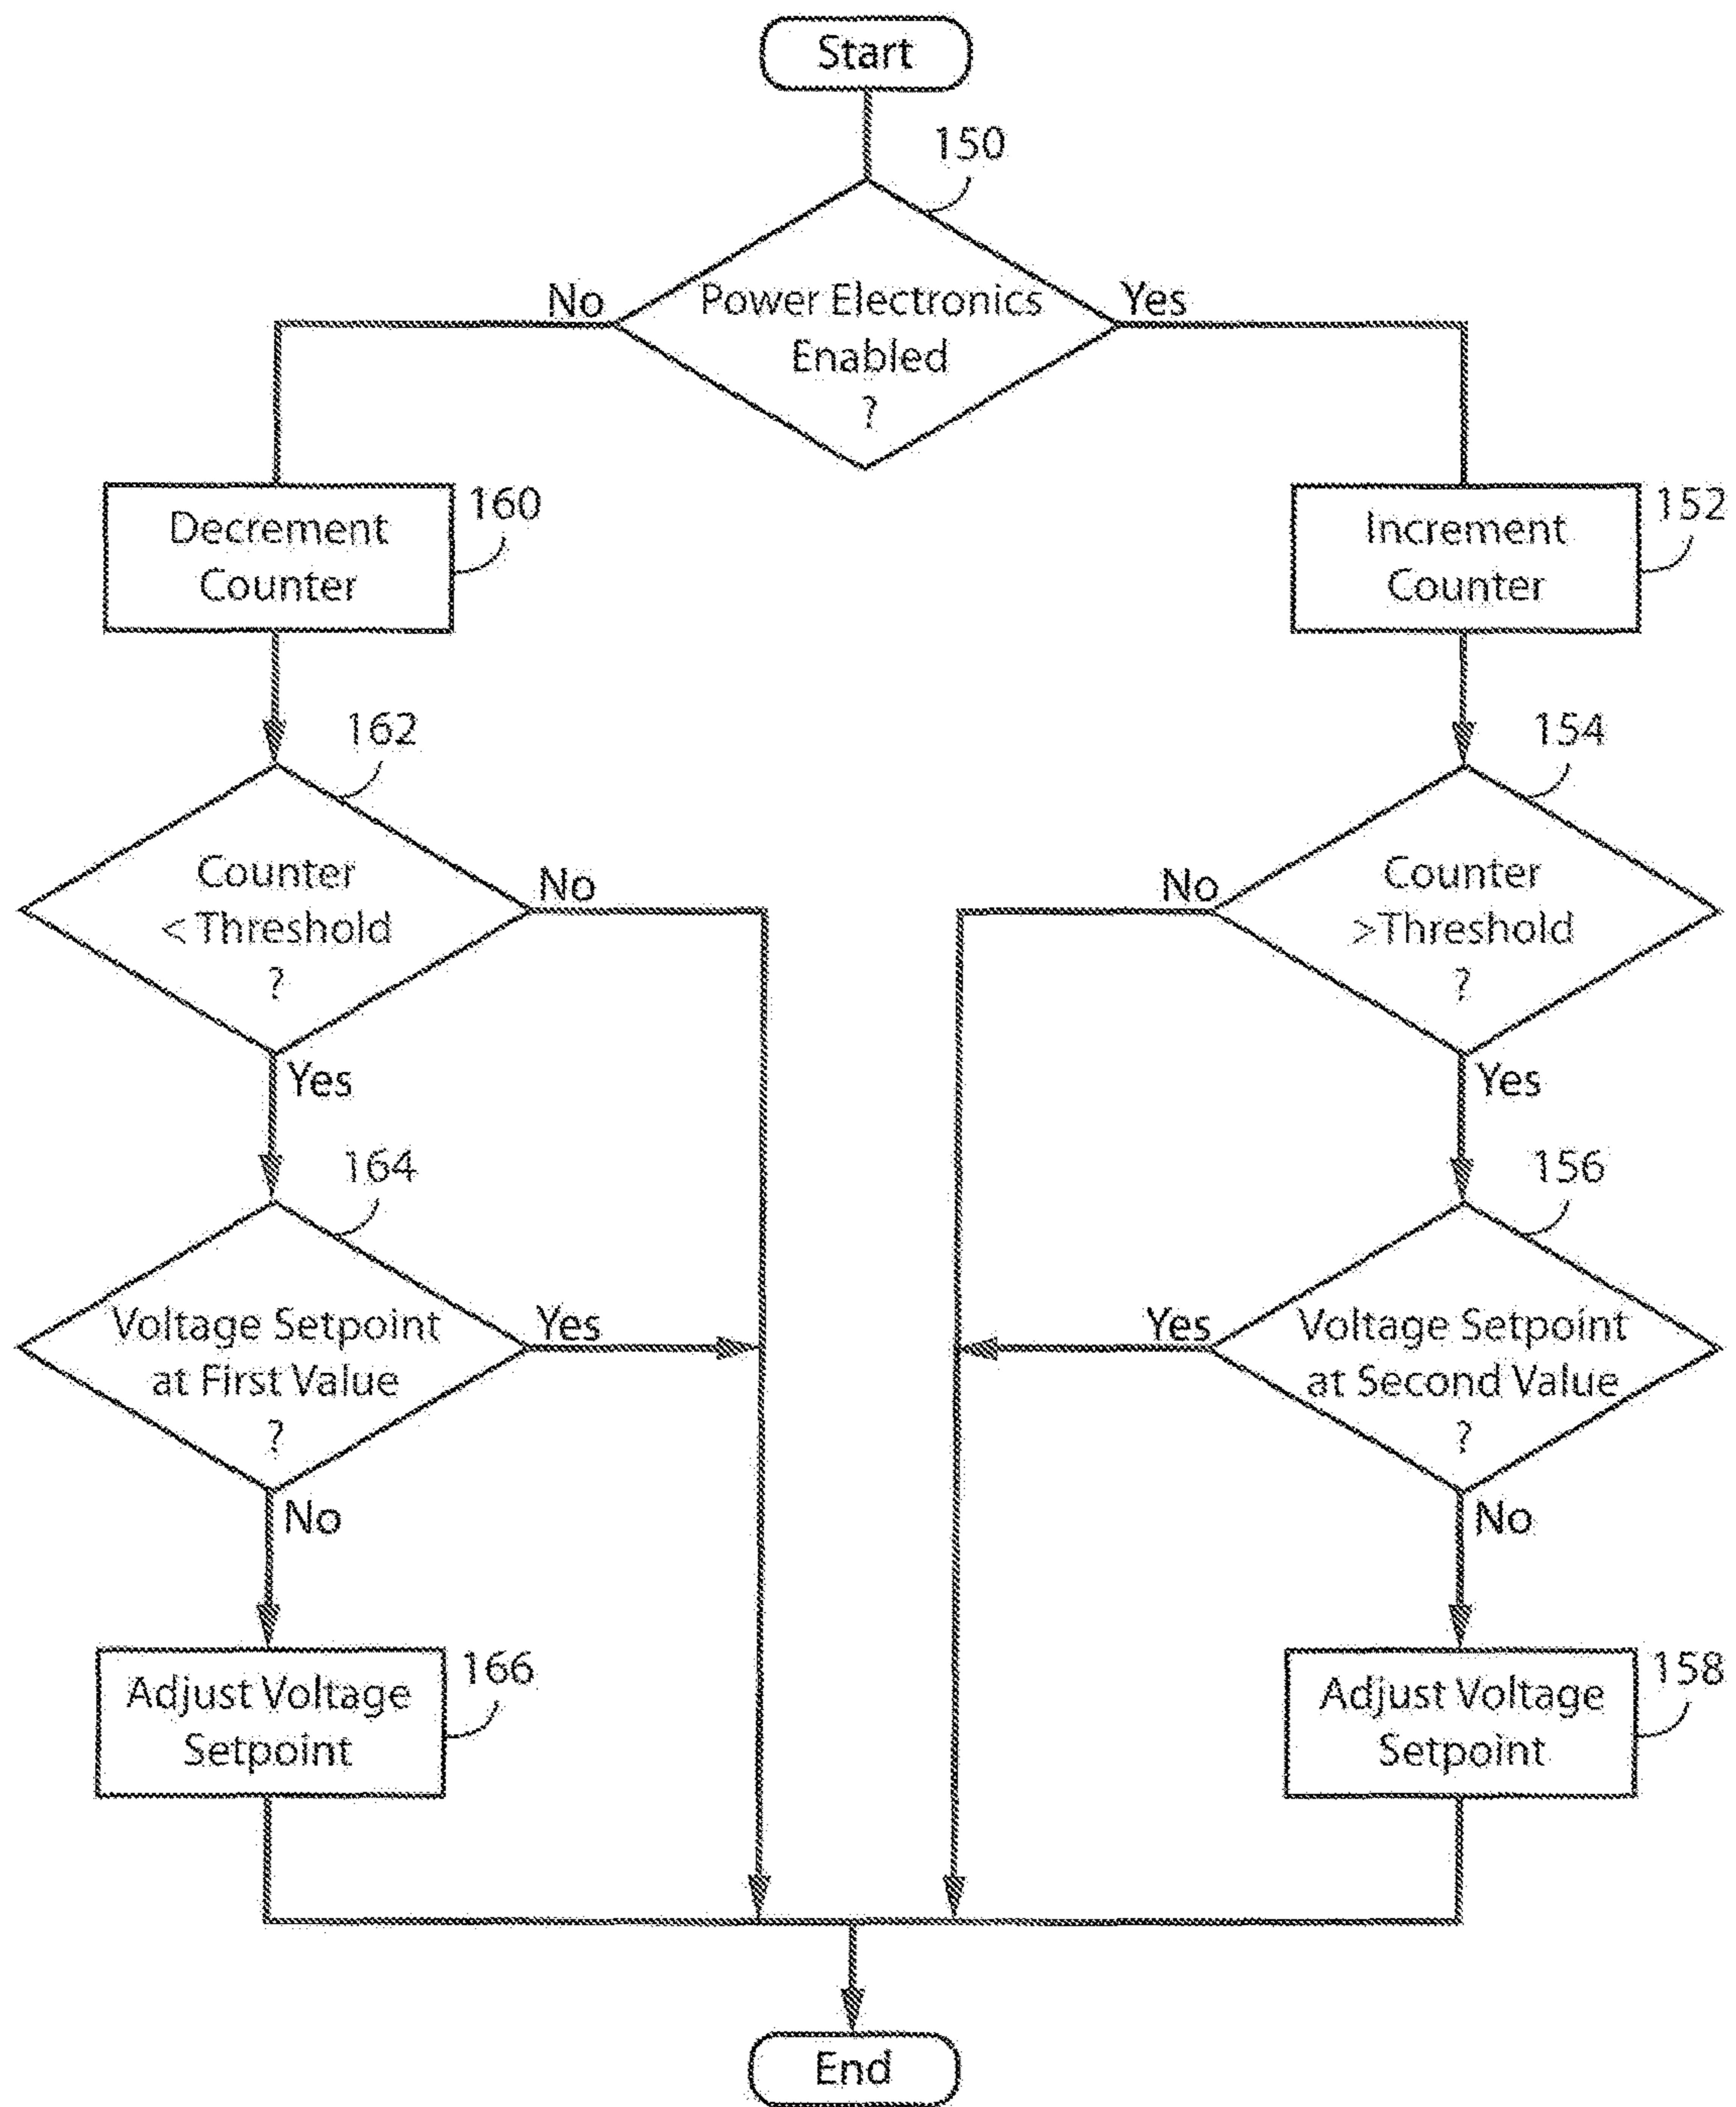 Start
150
No
Power Electronics
Enabled
?
Yes
Decrement
Counter
160
Increment
Counter
152
162
154
Counter
< Threshold
?
No
Yes
No
Counter
>Threshold
?
Yes
164
156
Voltage Setpoint
at First Value
?
Yes
No
Yes
Voltage Setpoint
at Second Value
?
No
Adjust Voltage
Setpoint
166
Adjust Voltage
Setpoint
158
End